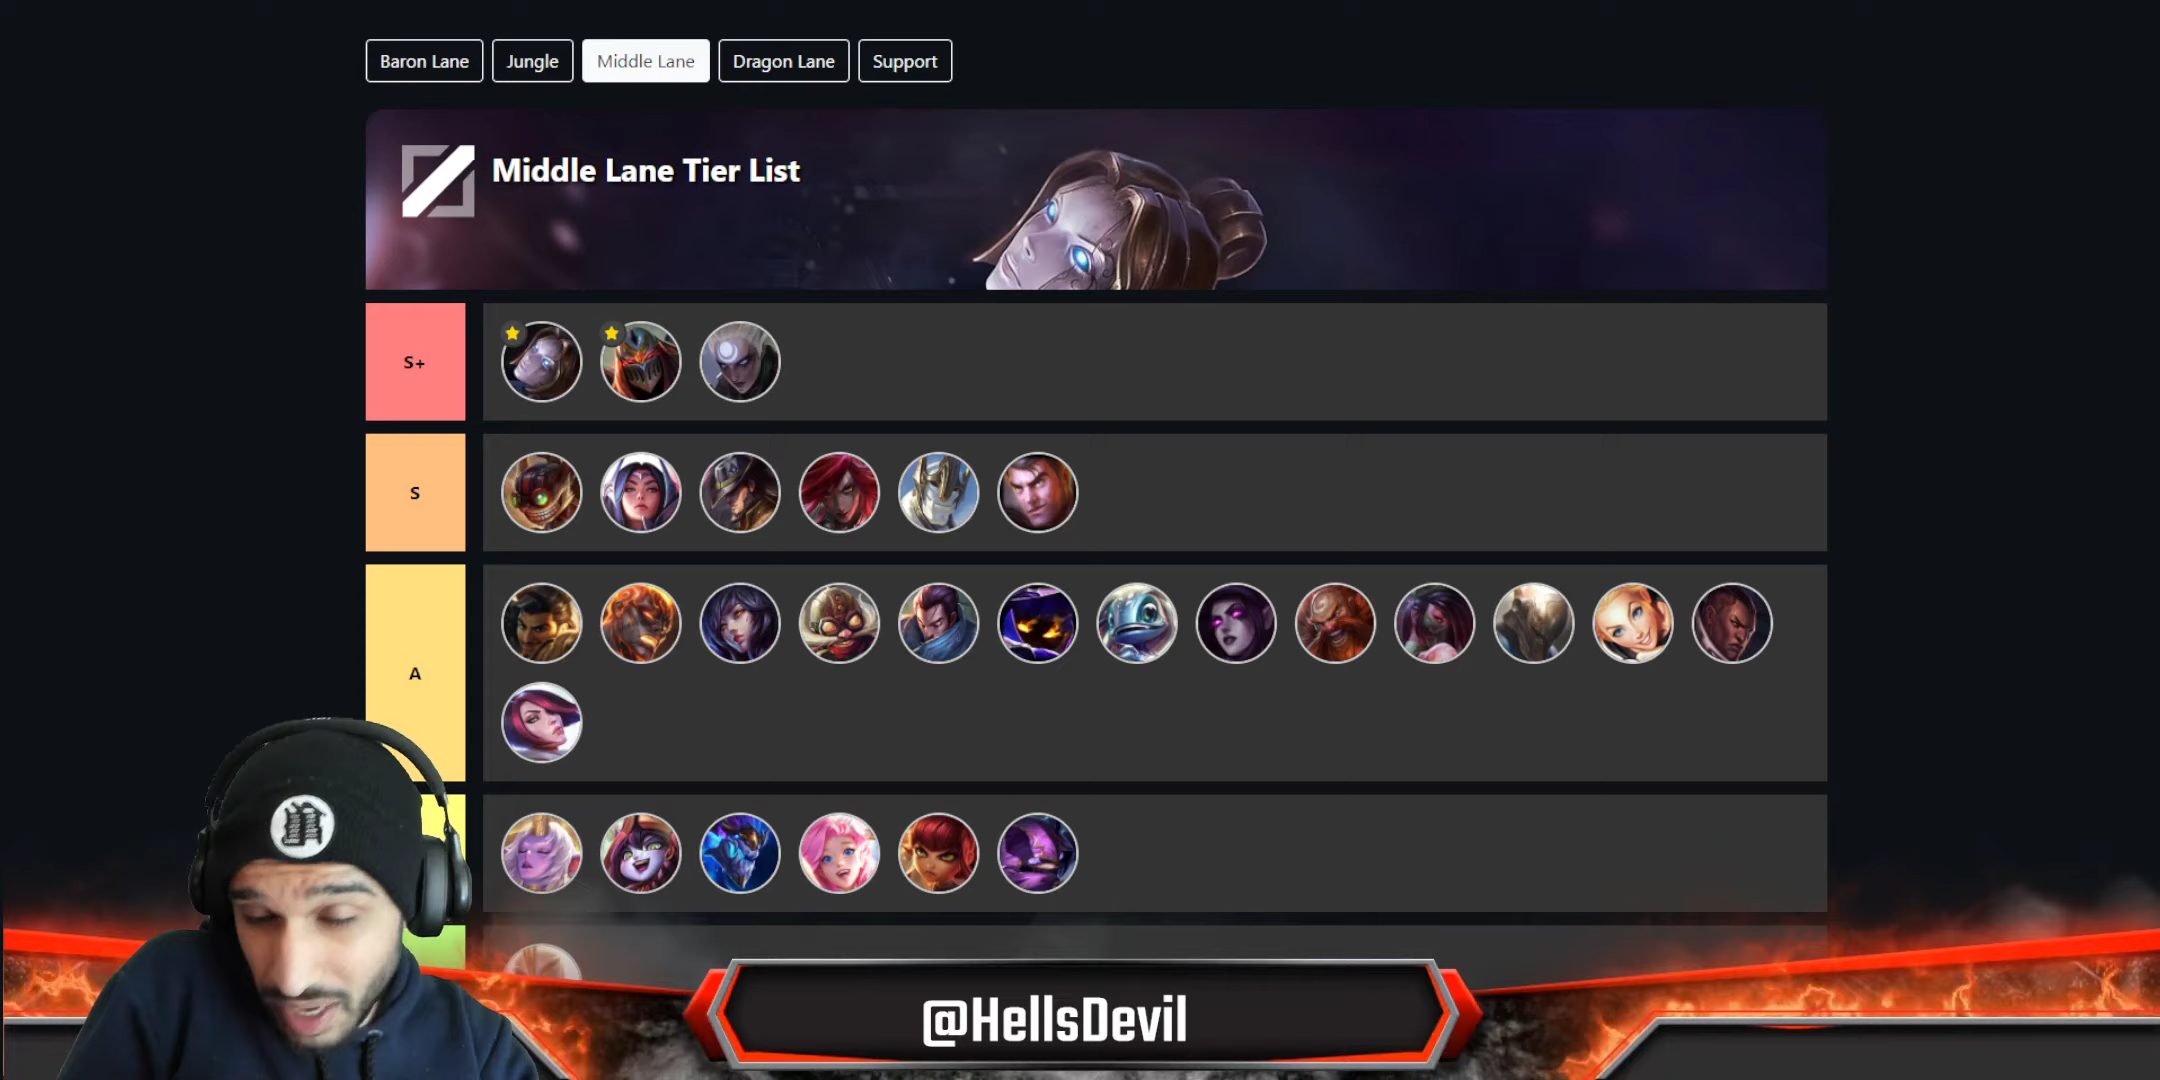 Baron Lane
Jungle
Middle Lane
Dragon Lane
Support
Middle Lane Tier List
S+
S
A
@HellsDevil